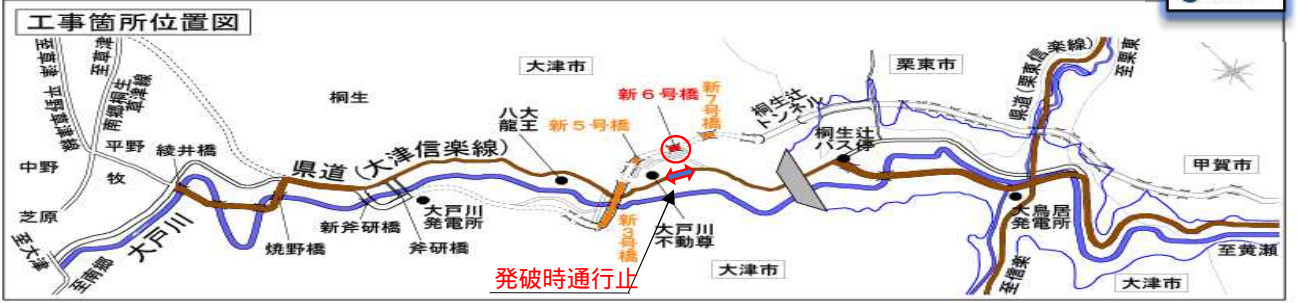 工事箇所位置図
至草津
平野草津線
至草津
南郷桐生草津線
中野
平野
牧
綾井橋
芝原
至大津
至南郷
大戸川
桐生
県道(大津信楽線)
焼野橋
新斧研橋
斧研橋
大戸川
発電所
大津市
八大
龍王
新5号橋
新6号橋
新7号橋
新3号橋
大戸川
不動尊
発破時通行止
大津市
桐生辻
トンネル
桐生辻
バス停
栗東市
県道(栗東信楽線)
至栗東
甲賀市
大鳥居
発電所
至信楽
大津市
至黄瀬